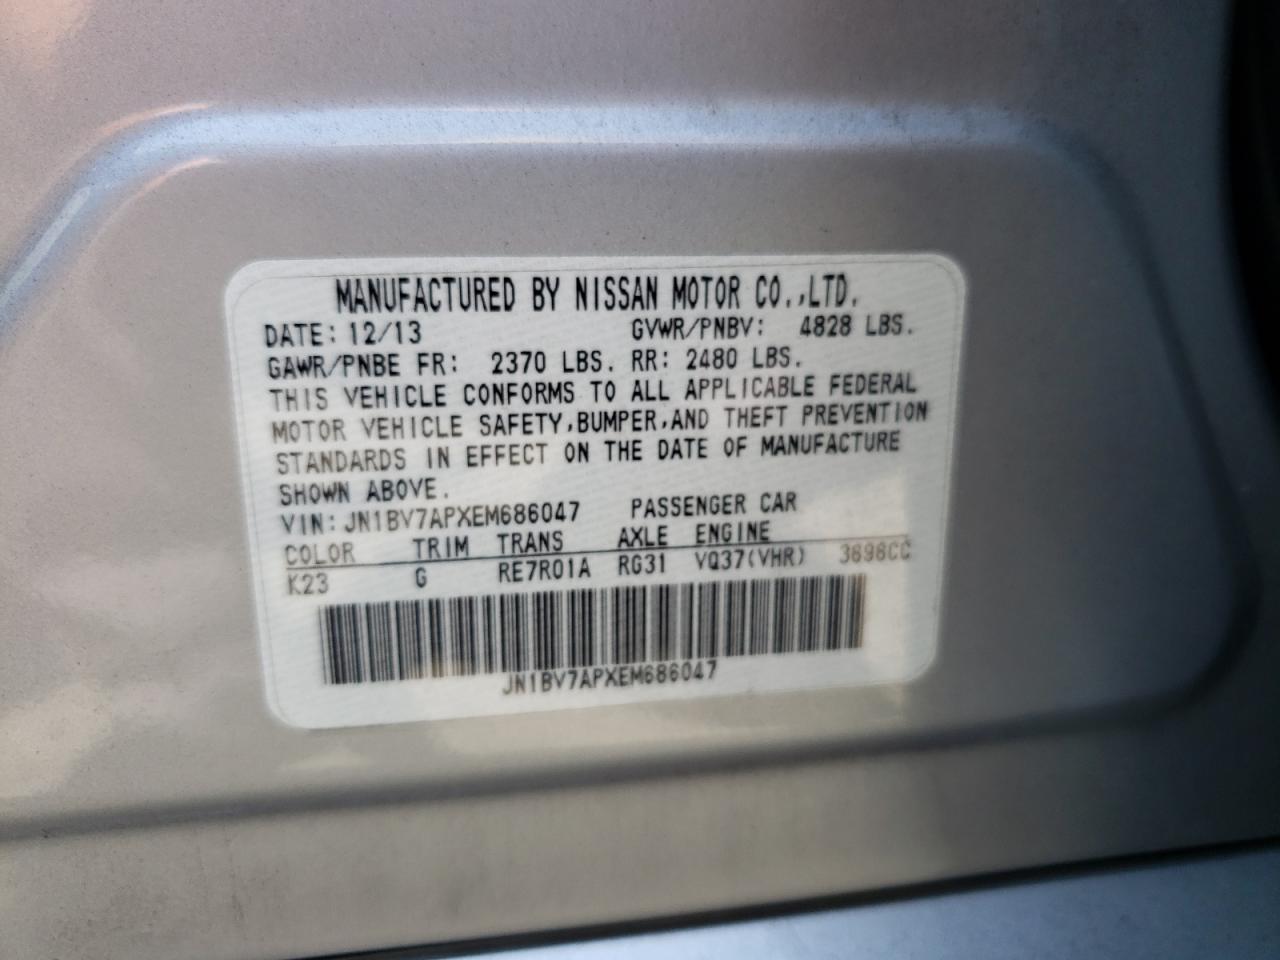 MANUFACTURED BY NISSAN MOTOR CO.,LTD.
DATE: 12/13 GVWR/PNBV: 4828 LBS.
GAWR/PNBE FR: 2370 LBS. RR: 2480 LBS.
THIS VEHICLE CONFORMS TO ALL APPLICABLE FEDERAL
MOTOR VEHICLE SAFETY,BUMPER,AND THEFT PREVENTION
STANDARDS IN EFFECT ON THE DATE OF MANUFACTURE
SHOWN ABOVE.
VIN: JN1BV7APXEM686047 PASSENGER CAR
COLOR TRIM TRANS AXLE ENGINE
K23 G RE7R01A RG31 VQ37(VHR) 3696CC
JN1BV7APXEM686047